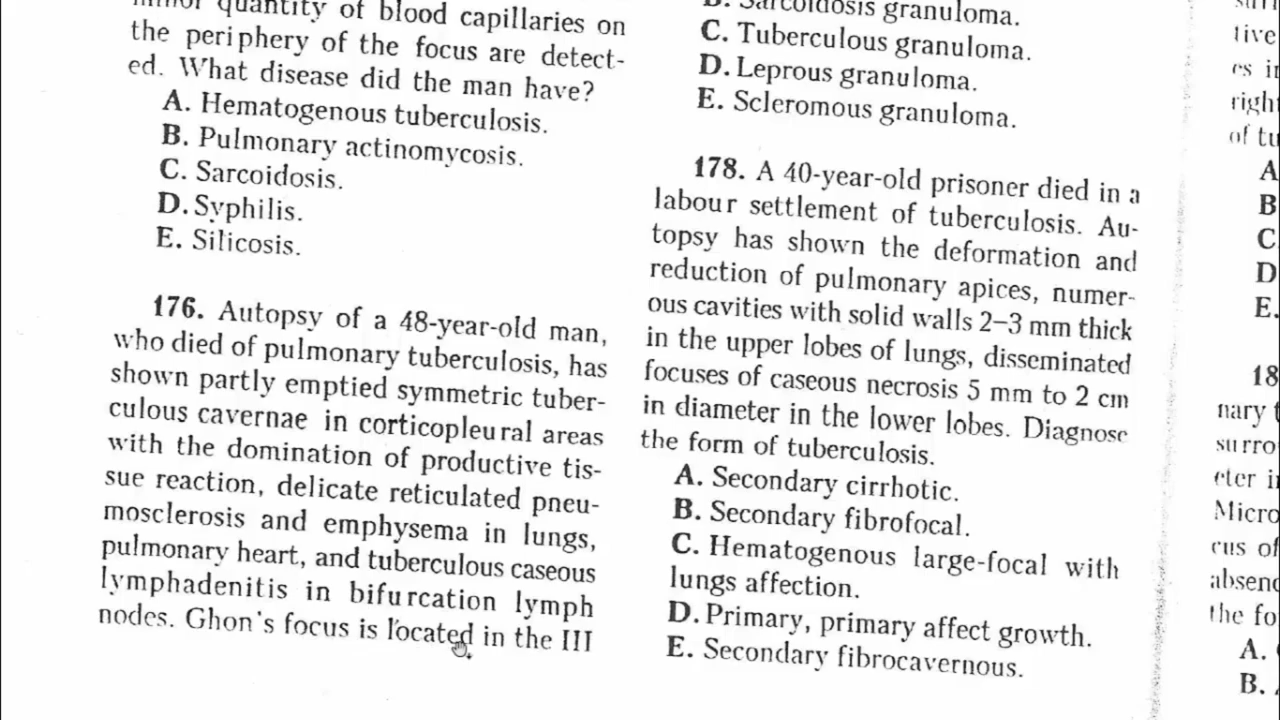 minor quantity of blood capillaries on
the periphery of the focus are detect-
ed. What disease did the man have?
A. Hematogenous tuberculosis.
B. Pulmonary actinomycosis.
C. Sarcoidosis.
D. Syphilis.
E. Silicosis.
176. Autopsy of a 48-year-old man,
who died of pulmonary tuberculosis, has
shown partly emptied symmetric tuber-
culous cavernae in corticopleural areas
with the domination of productive tis-
sue reaction, delicate reticulated pneu-
mosclerosis and emphysema in lungs,
pulmonary heart, and tuberculous caseous
lymphadenitis in bifurcation lymph
nodes. Ghon's focus is located in the III
B. Sarcoidosis granuloma.
C. Tuberculous granuloma.
D. Leprous granuloma.
E. Scleromous granuloma.
178. A 40-year-old prisoner died in a
labour settlement of tuberculosis. Au-
topsy has shown the deformation and
reduction of pulmonary apices, numer-
ous cavities with solid walls 2–3 mm thick
in the upper lobes of lungs, disseminated
focuses of caseous necrosis 5 mm to 2 cm
in diameter in the lower lobes. Diagnose
the form of tuberculosis.
A. Secondary cirrhotic.
B. Secondary fibrofocal.
C. Hematogenous large-focal with
lungs affection.
D. Primary, primary affect growth.
E. Secondary fibrocavernous.
tive
es
righ
of tu
A
B
C
D
E.
18
nary
surro
eter
Micro
cus of
absenc
the fo
A.
B.